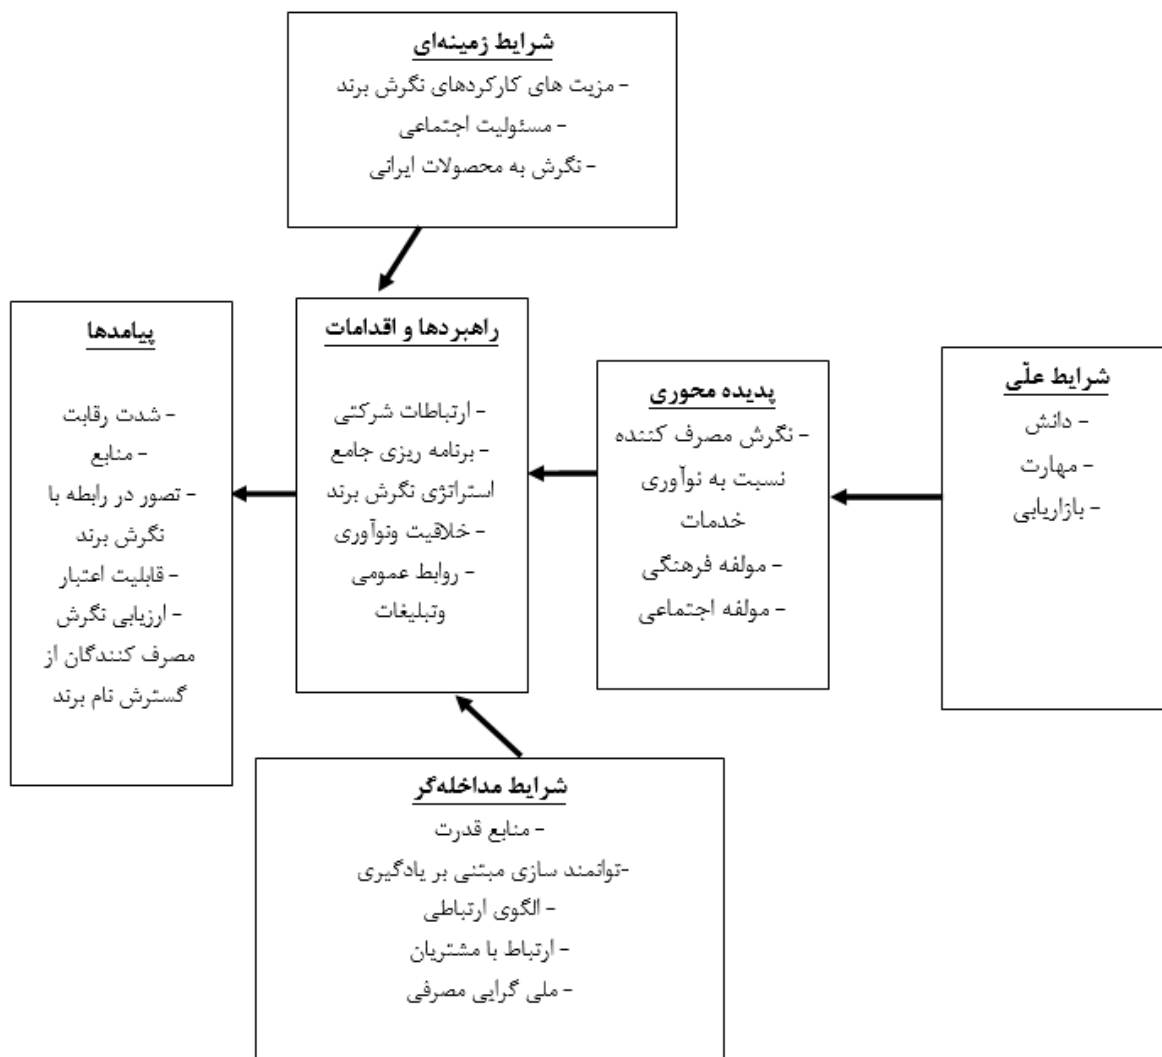 شرایط زمینه‌ای
- مزیت های کارکردهای نگرش برند
- مسئولیت اجتماعی
- نگرش به محصولات ایرانی
شرایط علّی
- دانش
- مهارت
- بازاریابی
پدیده محوری
- نگرش مصرف کننده
نسبت به نوآوری
خدمات
- مولفه فرهنگی
- مولفه اجتماعی
راهبردها و اقدامات
- ارتباطات شرکتی
- برنامه ریزی جامع
استراتژی نگرش برند
- خلاقیت ونوآوری
- روابط عمومی
وتبلیغات
پیامدها
- شدت رقابت
- منابع
- تصور در رابطه با
نگرش برند
- قابلیت اعتبار
- ارزیابی نگرش
مصرف کنندگان از
گسترش نام برند
شرایط مداخله‌گر
- منابع قدرت
-توانمند سازی مبتنی بر یادگیری
- الگوی ارتباطی
- ارتباط با مشتریان
- ملی گرایی مصرفی